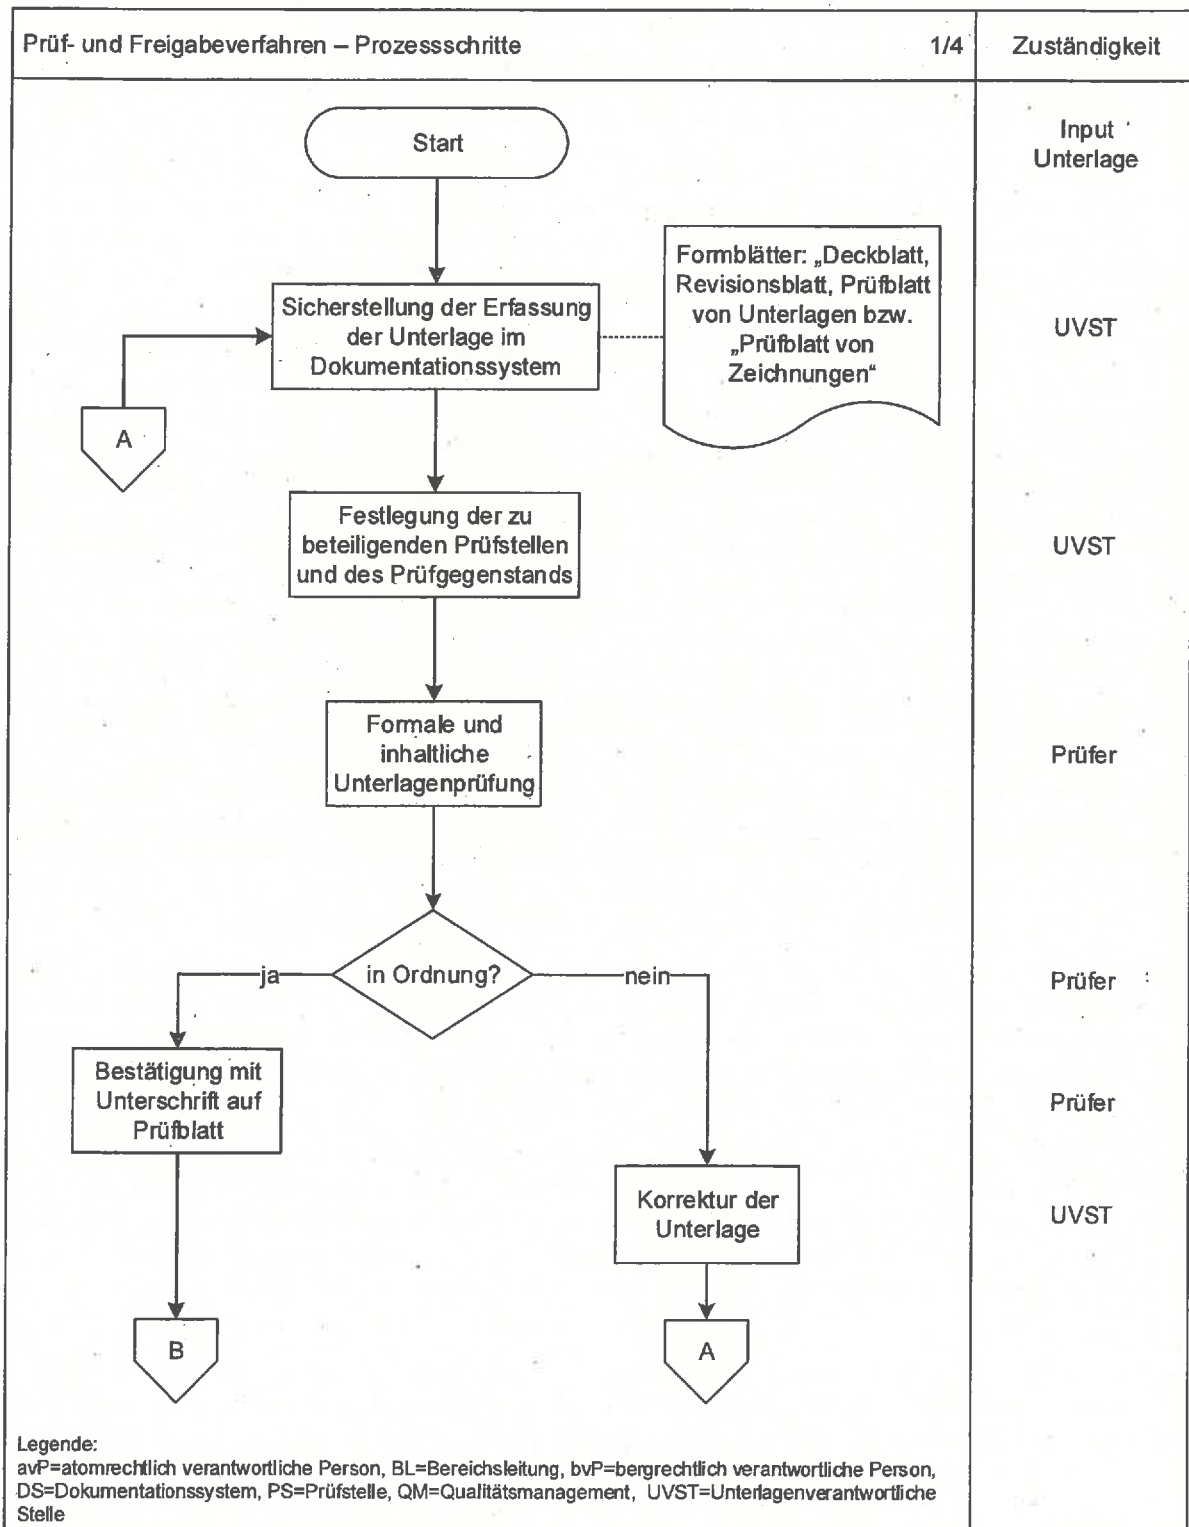 Prüf- und Freigabeverfahren – Prozessschritte 1/4 Zuständigkeit
Start
Input
Unterlage
Sicherstellung der Erfassung
der Unterlage im
Dokumentationssystem
Formblätter: „Deckblatt,
Revisionsblatt, Prüfblatt
von Unterlagen bzw.
„Prüfblatt von
Zeichnungen“
UVST
A
Festlegung der zu
beteiligenden Prüfstellen
und des Prüfgegenstands
UVST
Formale und
inhaltliche
Unterlagenprüfung
Prüfer
ja
in Ordnung?
nein
Prüfer
Bestätigung mit
Unterschrift auf
Prüfblatt
Prüfer
Korrektur der
Unterlage
UVST
B
A
Legende:
avP=atomrechtlich verantwortliche Person, BL=Bereichsleitung, bvP=bergrechtlich verantwortliche Person,
DS=Dokumentationssystem, PS=Prüfstelle, QM=Qualitätsmanagement, UVST=Unterlagenverantwortliche
Stelle